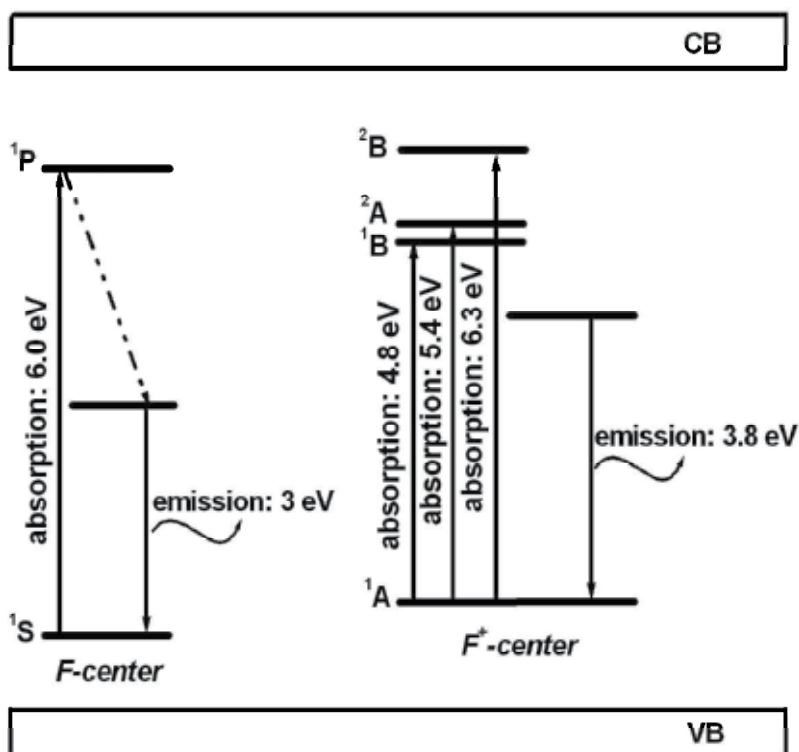 CB
¹P
absorption: 6.0 eV
emission: 3 eV
¹S
F-center
²B
²A
¹B
absorption: 4.8 eV
absorption: 5.4 eV
absorption: 6.3 eV
emission: 3.8 eV
¹A
F⁺-center
VB